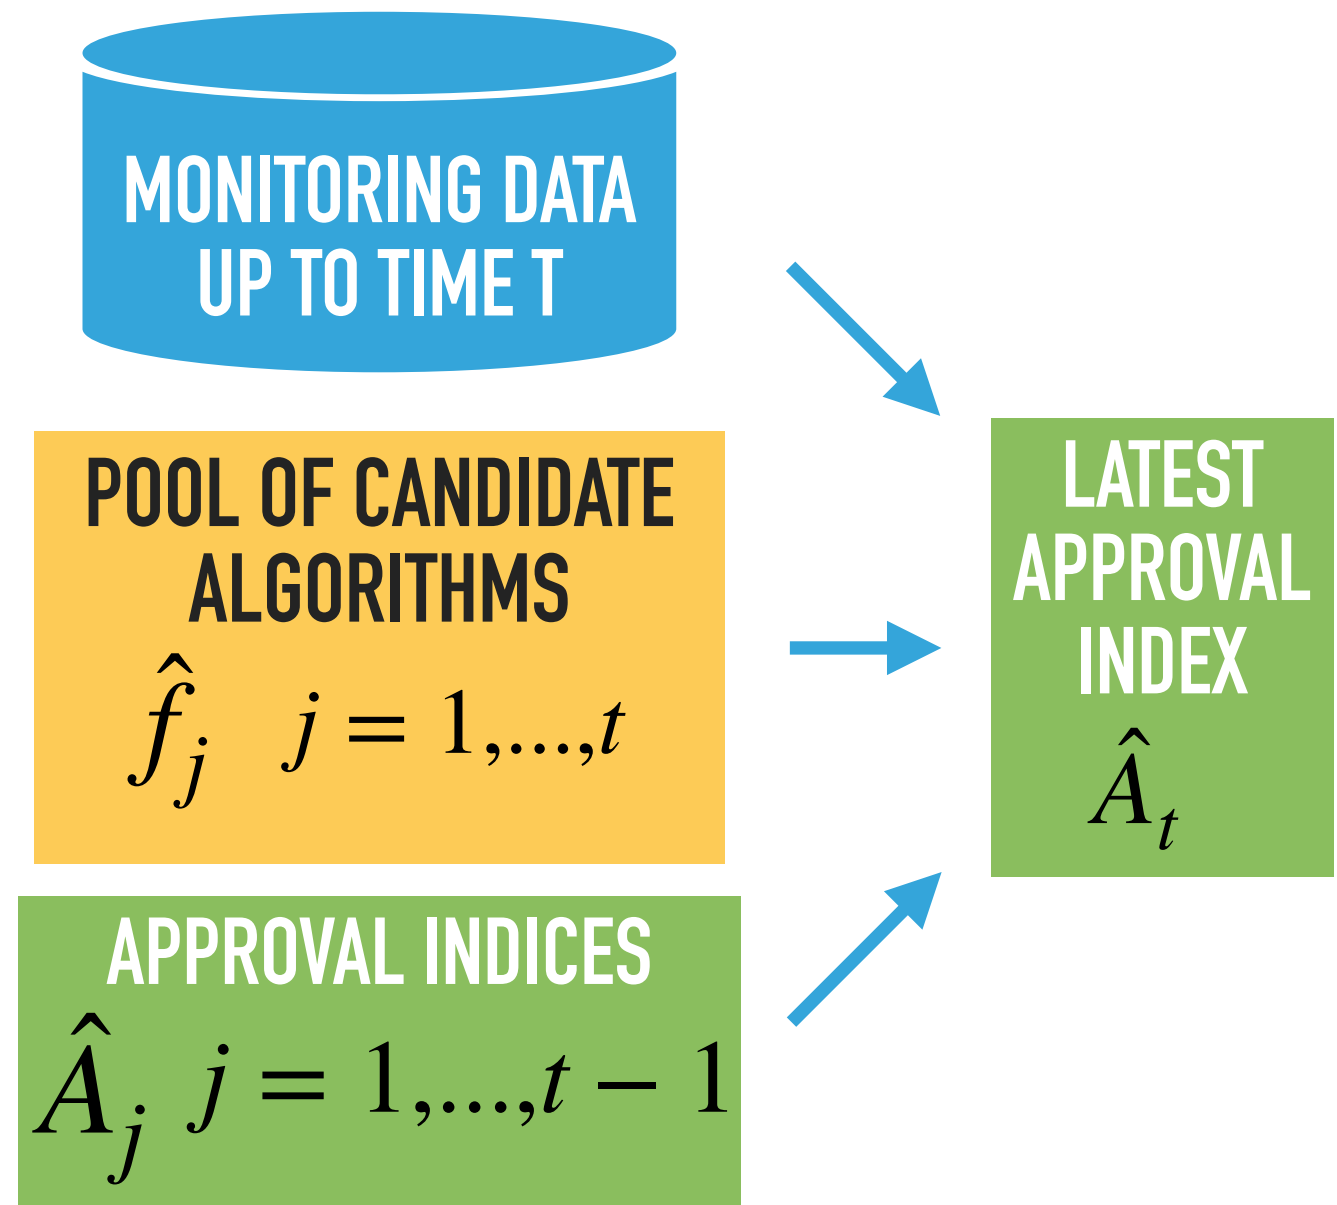 MONITORING DATA
UP TO TIME T
POOL OF CANDIDATE
ALGORITHMS
f̂_j   j = 1,...,t
APPROVAL INDICES
Â_j   j = 1,...,t − 1
LATEST
APPROVAL
INDEX
Â_t